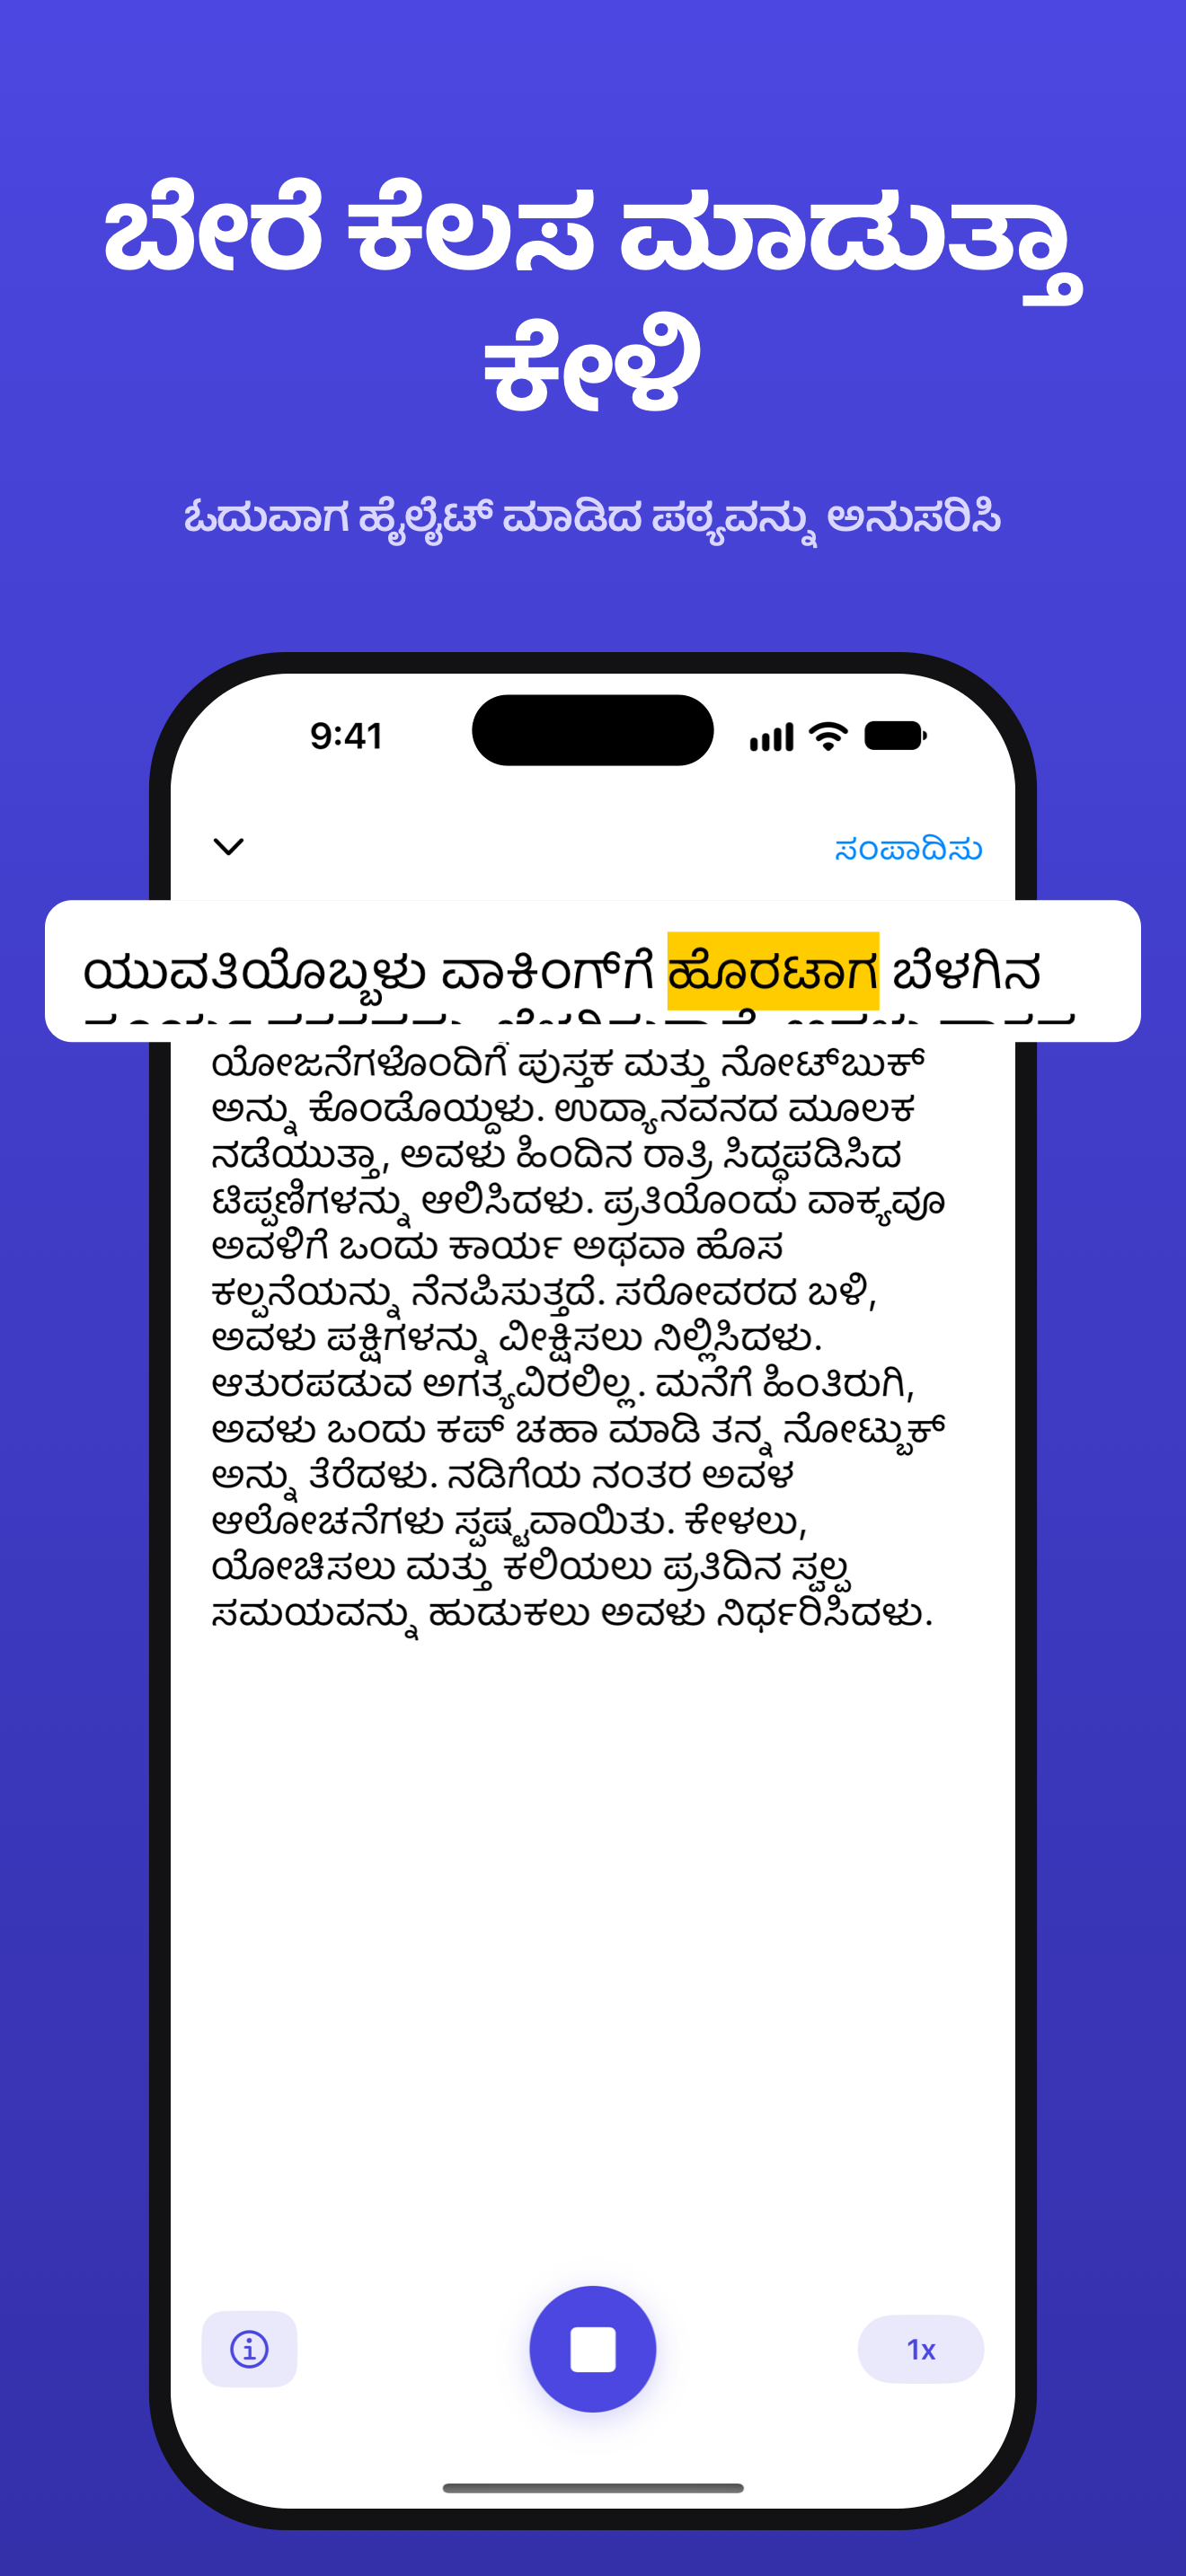 ಬೇರೆ ಕೆಲಸ ಮಾಡುತ್ತಾ
ಕೇಳಿ
ಓದುವಾಗ ಹೈಲೈಟ್ ಮಾಡಿದ ಪಠ್ಯವನ್ನು ಅನುಸರಿಸಿ
9:41
ಸಂಪಾದಿಸು
ಯುವತಿಯೊಬ್ಬಳು ವಾಕಿಂಗ್‌ಗೆ ಹೊರಟಾಗ ಬೆಳಗಿನ
ಯೋಜನೆಗಳೊಂದಿಗೆ ಪುಸ್ತಕ ಮತ್ತು ನೋಟ್‌ಬುಕ್
ಅನ್ನು ಕೊಂಡೊಯ್ದಳು. ಉದ್ಯಾನವನದ ಮೂಲಕ
ನಡೆಯುತ್ತಾ, ಅವಳು ಹಿಂದಿನ ರಾತ್ರಿ ಸಿದ್ಧಪಡಿಸಿದ
ಟಿಪ್ಪಣಿಗಳನ್ನು ಆಲಿಸಿದಳು. ಪ್ರತಿಯೊಂದು ವಾಕ್ಯವೂ
ಅವಳಿಗೆ ಒಂದು ಕಾರ್ಯ ಅಥವಾ ಹೊಸ
ಕಲ್ಪನೆಯನ್ನು ನೆನಪಿಸುತ್ತದೆ. ಸರೋವರದ ಬಳಿ,
ಅವಳು ಪಕ್ಷಿಗಳನ್ನು ವೀಕ್ಷಿಸಲು ನಿಲ್ಲಿಸಿದಳು.
ಆತುರಪಡುವ ಅಗತ್ಯವಿರಲಿಲ್ಲ. ಮನೆಗೆ ಹಿಂತಿರುಗಿ,
ಅವಳು ಒಂದು ಕಪ್ ಚಹಾ ಮಾಡಿ ತನ್ನ ನೋಟ್ಬುಕ್
ಅನ್ನು ತೆರೆದಳು. ನಡಿಗೆಯ ನಂತರ ಅವಳ
ಆಲೋಚನೆಗಳು ಸ್ಪಷ್ಟವಾಯಿತು. ಕೇಳಲು,
ಯೋಚಿಸಲು ಮತ್ತು ಕಲಿಯಲು ಪ್ರತಿದಿನ ಸ್ವಲ್ಪ
ಸಮಯವನ್ನು ಹುಡುಕಲು ಅವಳು ನಿರ್ಧರಿಸಿದಳು.
1x